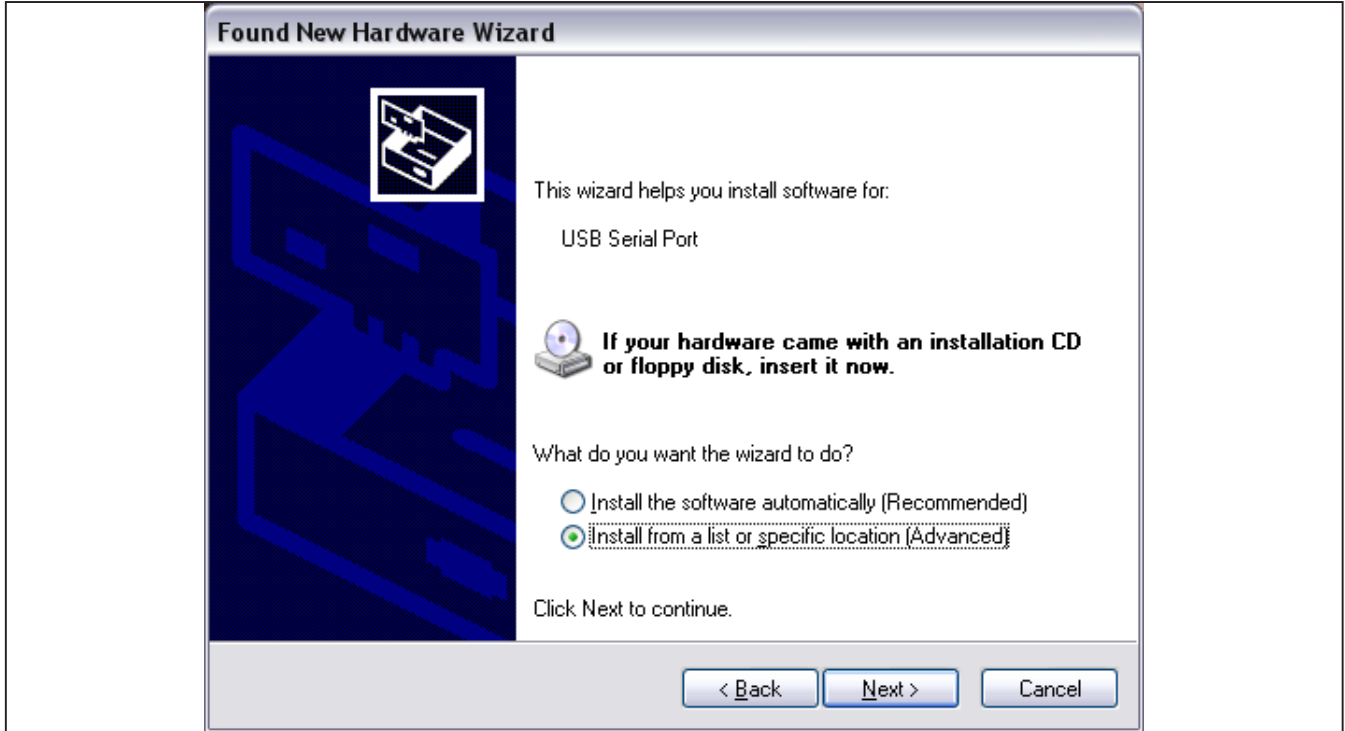 Found New Hardware Wizard
This wizard helps you install software for:
USB Serial Port
If your hardware came with an installation CD
or floppy disk, insert it now.
What do you want the wizard to do?
Install the software automatically (Recommended)
Install from a list or specific location (Advanced)
Click Next to continue.
< Back Next > Cancel